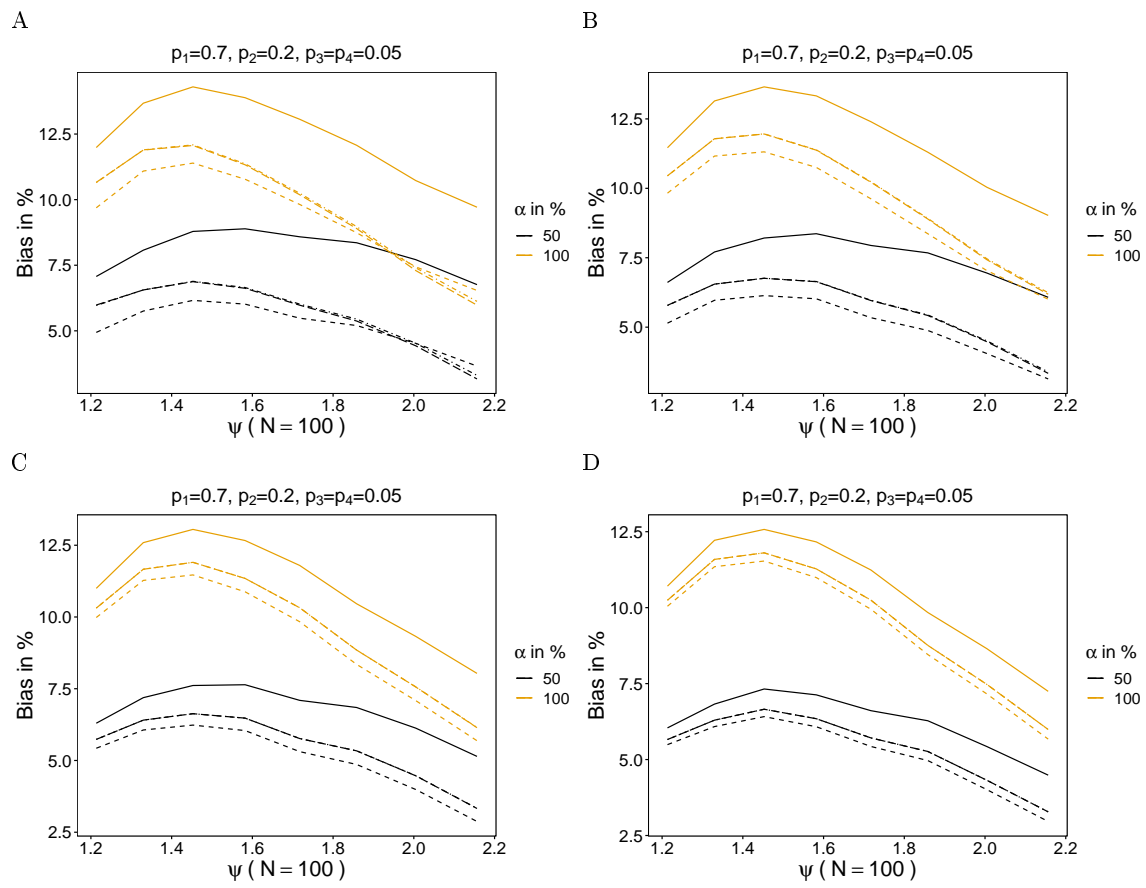 A
p1=0.7, p2=0.2, p3=p4=0.05
Bias in %
12.5
10.0
7.5
5.0
1.2 1.4 1.6 1.8 2.0 2.2
ψ ( N = 100 )
α in %
50
100
B
p1=0.7, p2=0.2, p3=p4=0.05
Bias in %
12.5
10.0
7.5
5.0
1.2 1.4 1.6 1.8 2.0 2.2
ψ ( N = 100 )
α in %
50
100
C
p1=0.7, p2=0.2, p3=p4=0.05
Bias in %
12.5
10.0
7.5
5.0
2.5
1.2 1.4 1.6 1.8 2.0 2.2
ψ ( N = 100 )
α in %
50
100
D
p1=0.7, p2=0.2, p3=p4=0.05
Bias in %
12.5
10.0
7.5
5.0
2.5
1.2 1.4 1.6 1.8 2.0 2.2
ψ ( N = 100 )
α in %
50
100